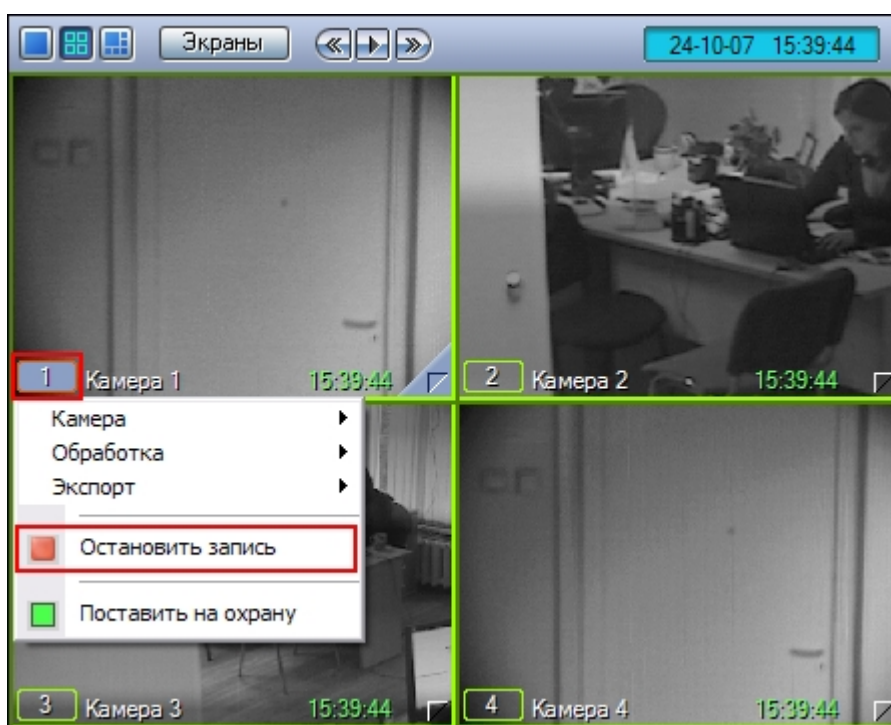 Экраны
24-10-07 15:39:44
1 Камера 1 15:39:44
2 Камера 2 15:39:44
Камера
Обработка
Экспорт
Остановить запись
Поставить на охрану
3 Камера 3 15:39:44
4 Камера 4 15:39:44